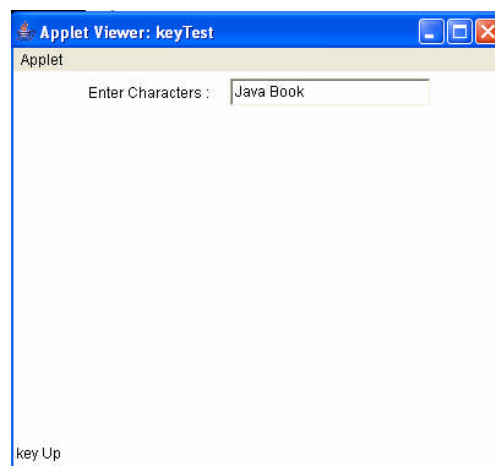 Applet Viewer: keyTest
Applet
Enter Characters : Java Book
key Up